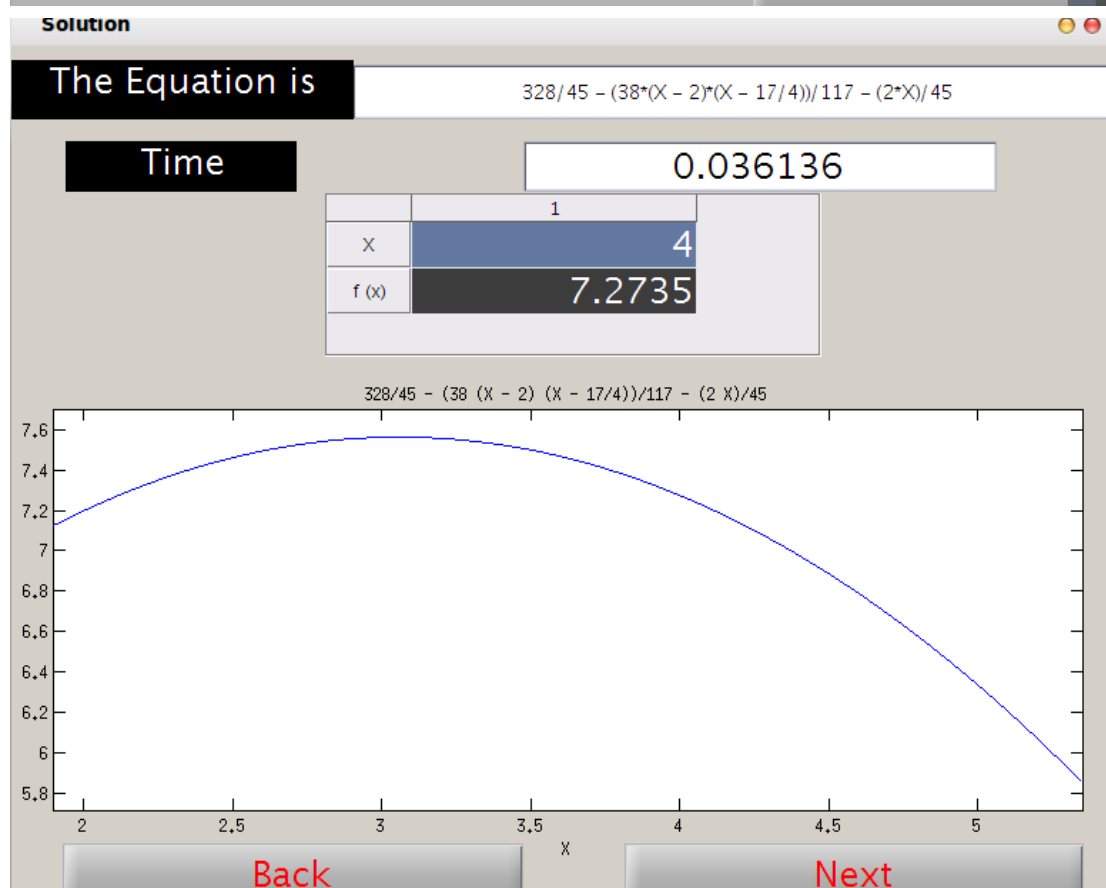 Solution
The Equation is
328/45 - (38*(X - 2)*(X - 17/4))/117 - (2*X)/45
Time
0.036136
1
X
4
f (x)
7.2735
328/45 - (38 (X - 2) (X - 17/4))/117 - (2 X)/45
7.6
7.4
7.2
7
6.8
6.6
6.4
6.2
6
5.8
2
2.5
3
3.5
4
4.5
5
X
Back
Next